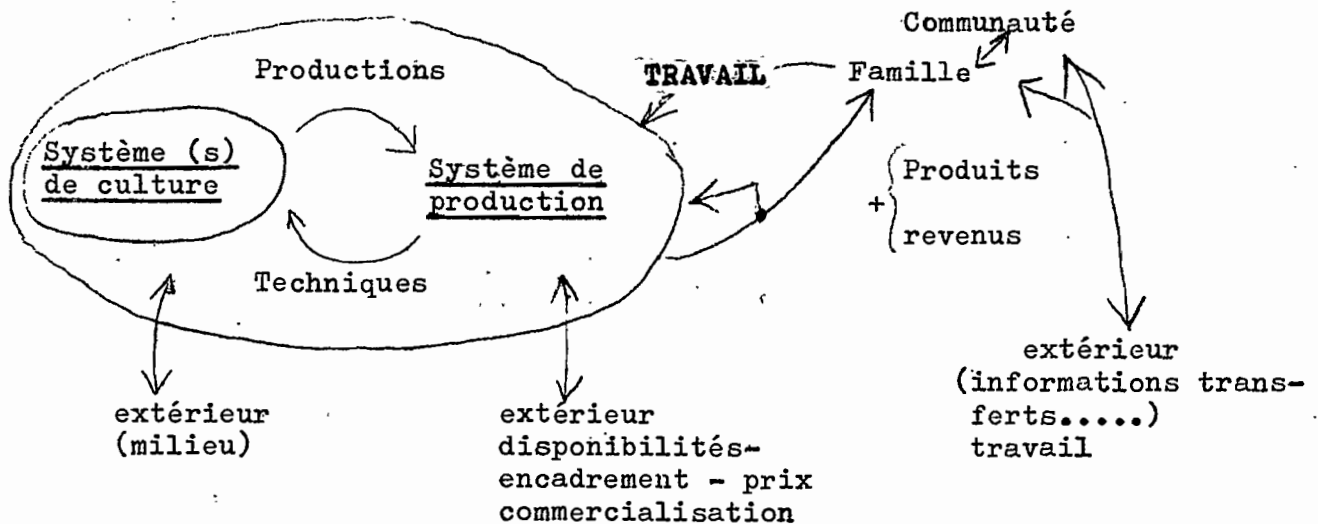 Communauté
Productions
TRAVAIL
Famille
Système (s)
de culture
Système de
production
+
Produits
revenus
Techniques
extérieur
(milieu)
extérieur
disponibilités-
encadrement - prix
commercialisation
extérieur
(informations trans-
ferts.....)
travail